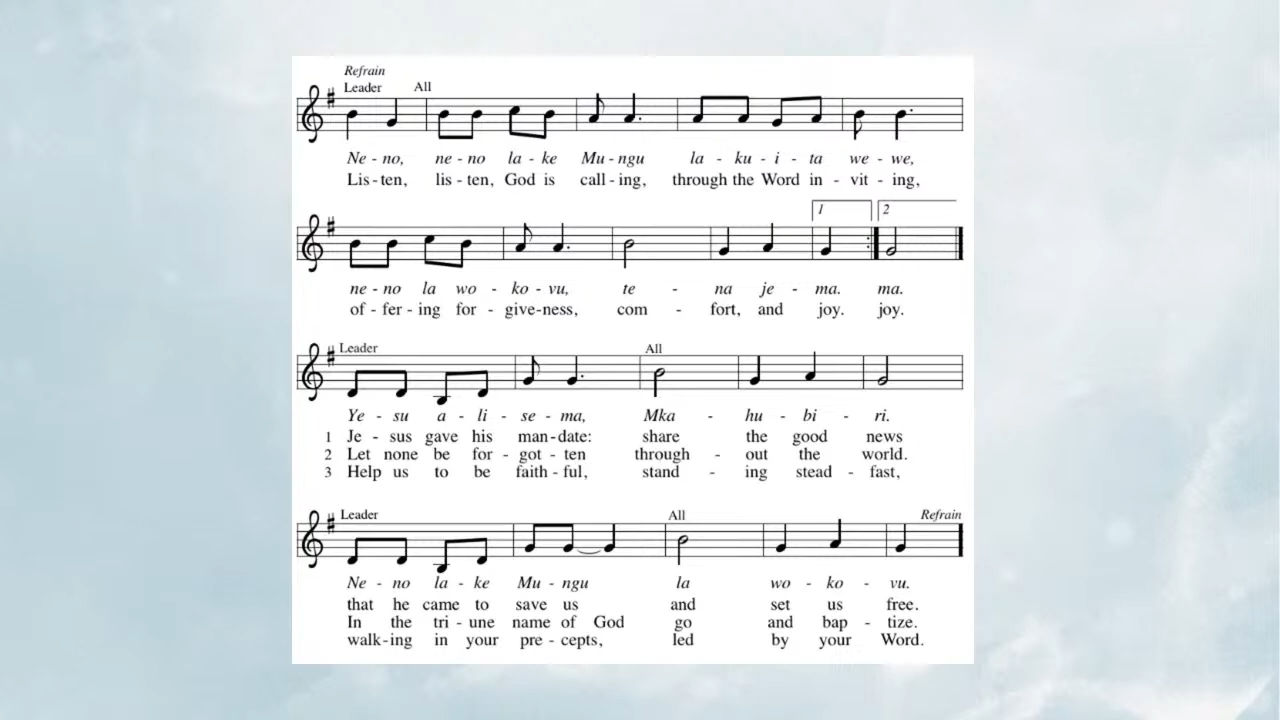 Refrain
Leader All
Ne - no, ne - no la - ke Mu - ngu la - ku - i - ta we - we,
Lis - ten, lis - ten, God is call - ing, through the Word in - vit - ing,
1 2
ne - no la wo - ko - vu, te - na je - ma. ma.
of - fer - ing for - give - ness, com - fort, and joy. joy.
Leader All
Ye - su a - li - se - ma, Mka - hu - bi - ri.
1 Je - sus gave his man - date: share the good news
2 Let none be for - got - ten through - out the world.
3 Help us to be faith - ful, stand - ing stead - fast,
Leader All Refrain
Ne - no la - ke Mu - ngu la wo - ko - vu.
that he came to save us and set us free.
In the tri - une name of God go and bap - tize.
walk - ing in your pre - cepts, led by your Word.